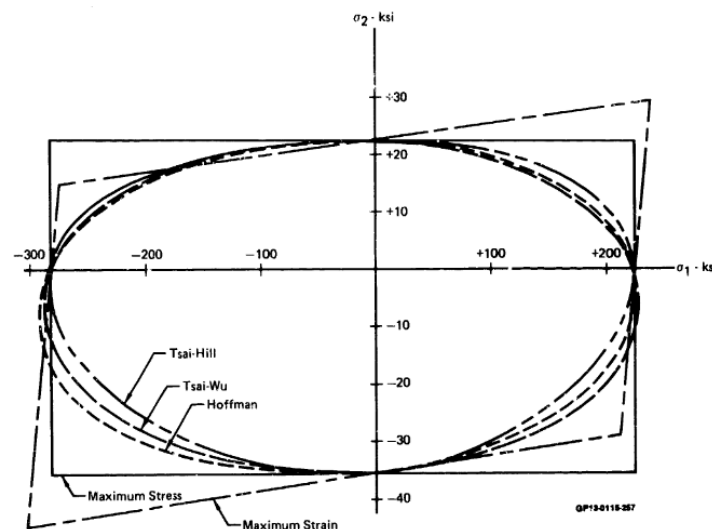 σ2 - ksi
+30
+20
+10
−300
−200
−100
+100
+200
σ1 - ks
−10
Tsai-Hill
Tsai-Wu
−20
Hoffman
−30
Maximum Stress
−40
Maximum Strain
GP13-0115-257